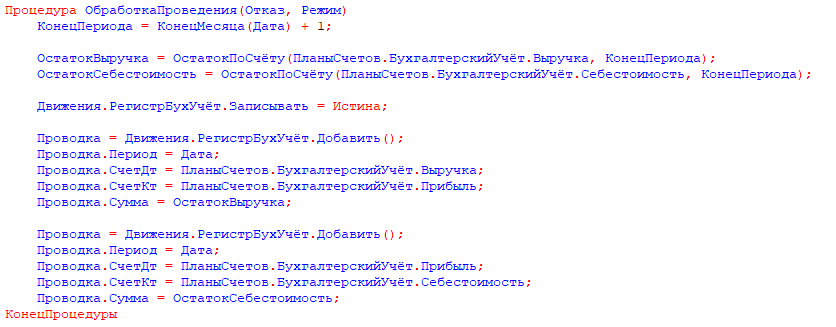 Процедура ОбработкаПроведения(Отказ, Режим)
КонецПериода = КонецМесяца(Дата) + 1;
ОстатокВыручка = ОстатокПоСчёту(ПланыСчетов.БухгалтерскийУчёт.Выручка, КонецПериода);
ОстатокСебестоимость = ОстатокПоСчёту(ПланыСчетов.БухгалтерскийУчёт.Себестоимость, КонецПериода);
Движения.РегистрБухУчёт.Записывать = Истина;
Проводка = Движения.РегистрБухУчёт.Добавить();
Проводка.Период = Дата;
Проводка.СчетДт = ПланыСчетов.БухгалтерскийУчёт.Выручка;
Проводка.СчетКт = ПланыСчетов.БухгалтерскийУчёт.Прибыль;
Проводка.Сумма = ОстатокВыручка;
Проводка = Движения.РегистрБухУчёт.Добавить();
Проводка.Период = Дата;
Проводка.СчетДт = ПланыСчетов.БухгалтерскийУчёт.Прибыль;
Проводка.СчетКт = ПланыСчетов.БухгалтерскийУчёт.Себестоимость;
Проводка.Сумма = ОстатокСебестоимость;
КонецПроцедуры